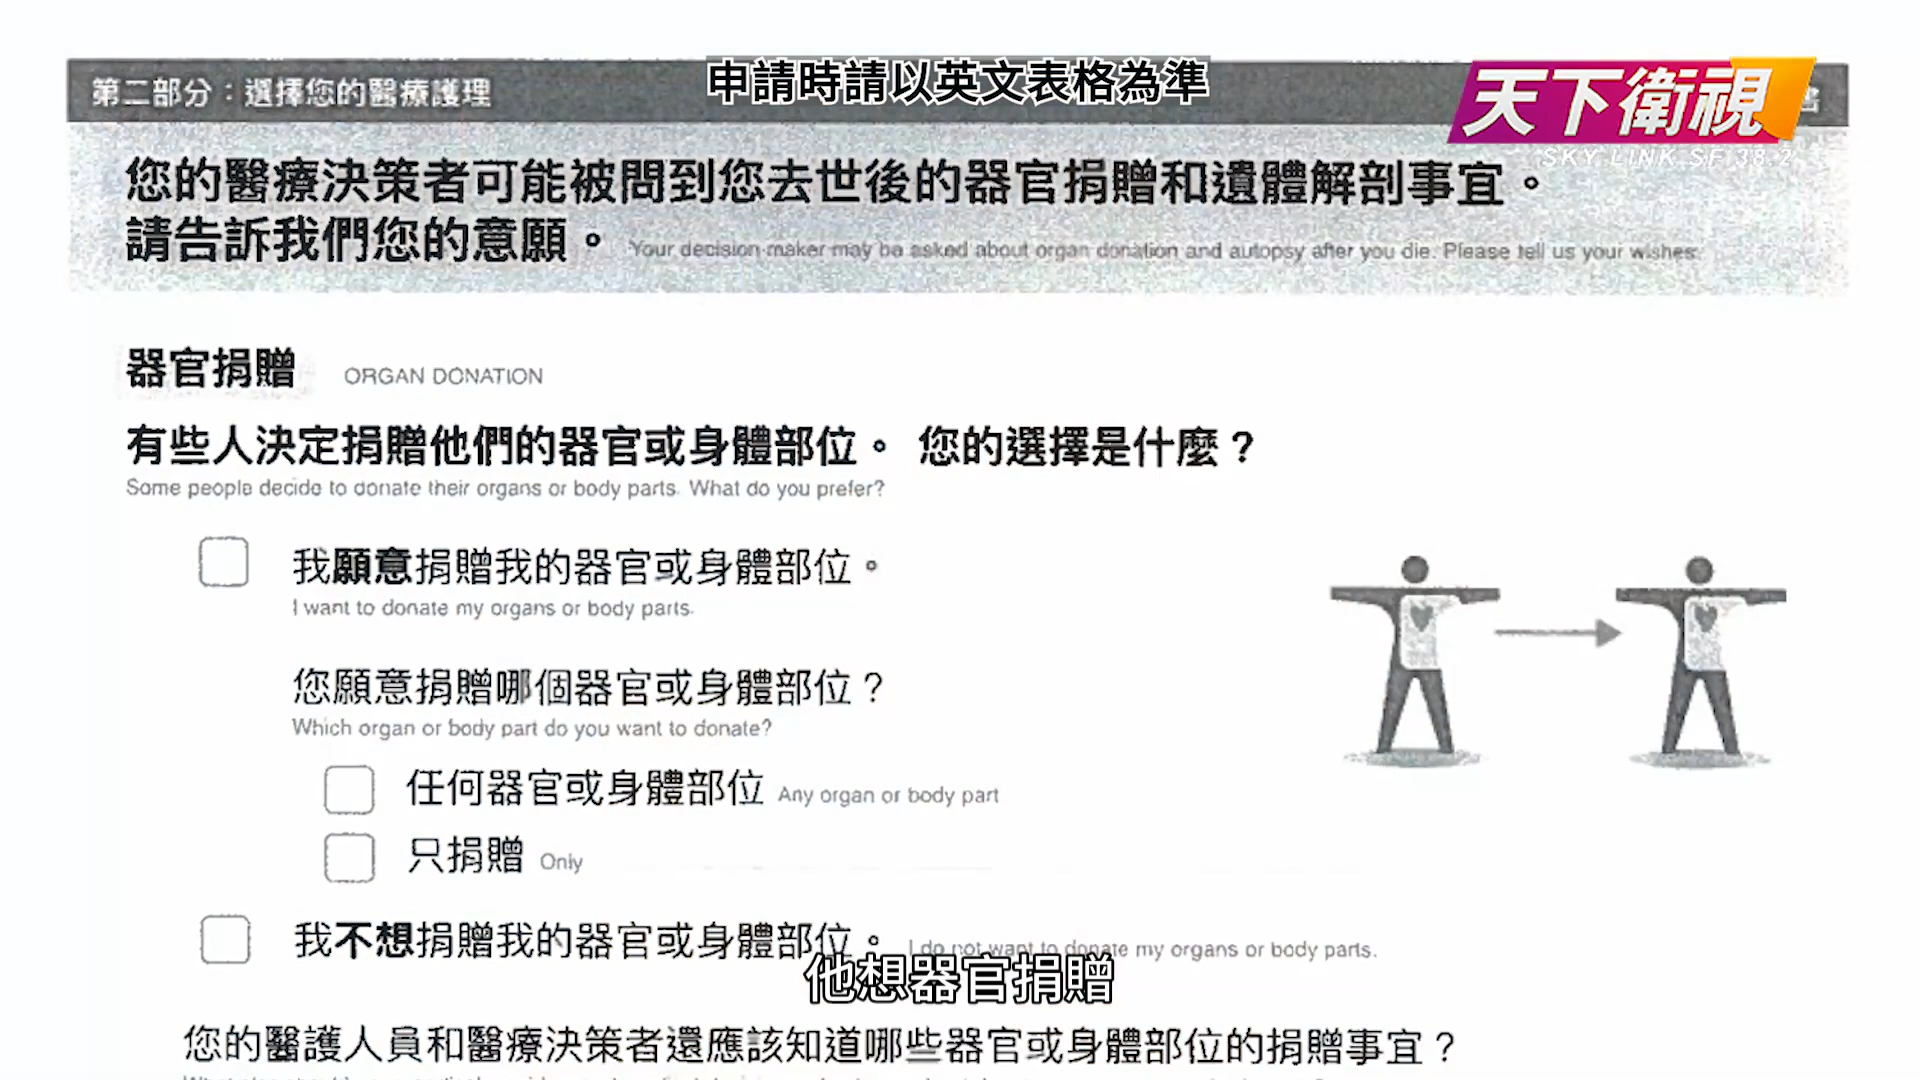 申請時請以英文表格為準
第二部分：選擇您的醫療護理
天下衛視
SKY LINK SF 38.2
您的醫療決策者可能被問到您去世後的器官捐贈和遺體解剖事宜。
請告訴我們您的意願。 Your decision-maker may be asked about organ donation and autopsy after you die. Please tell us your wishes.
器官捐贈 ORGAN DONATION
有些人決定捐贈他們的器官或身體部位。 您的選擇是什麼？
Some people decide to donate their organs or body parts. What do you prefer?
我願意捐贈我的器官或身體部位。
I want to donate my organs or body parts.
您願意捐贈哪個器官或身體部位？
Which organ or body part do you want to donate?
任何器官或身體部位 Any organ or body part
只捐贈 Only
我不想捐贈我的器官或身體部位。 I do not want to donate my organs or body parts.
他想器官捐贈
您的醫護人員和醫療決策者還應該知道哪些器官或身體部位的捐贈事宜？